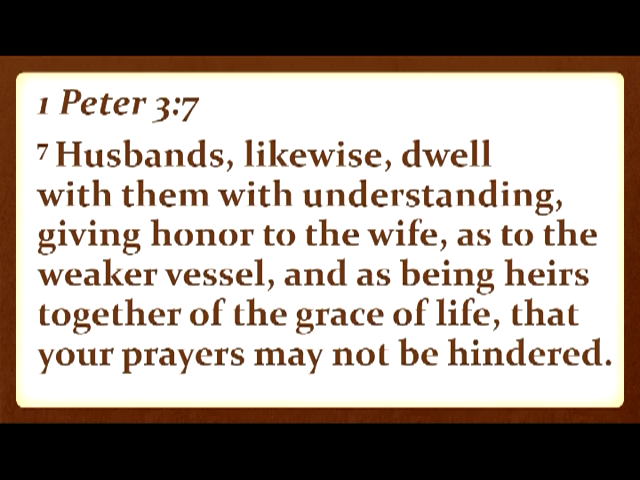 1 Peter 3:7
7 Husbands, likewise, dwell
with them with understanding,
giving honor to the wife, as to the
weaker vessel, and as being heirs
together of the grace of life, that
your prayers may not be hindered.